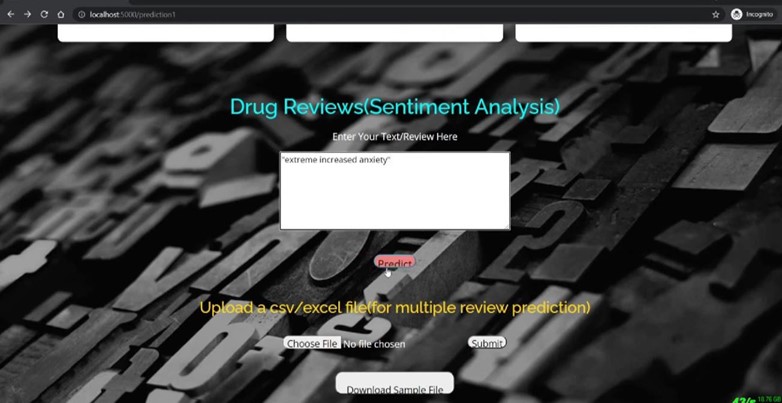 localhost:5000/prediction1
Incognito
Drug Reviews(Sentiment Analysis)
Enter Your Text/Review Here
"extreme increased anxiety"
Predict
Upload a csv/excel file(for multiple review prediction)
Choose File No file chosen
Submit
Download Sample File